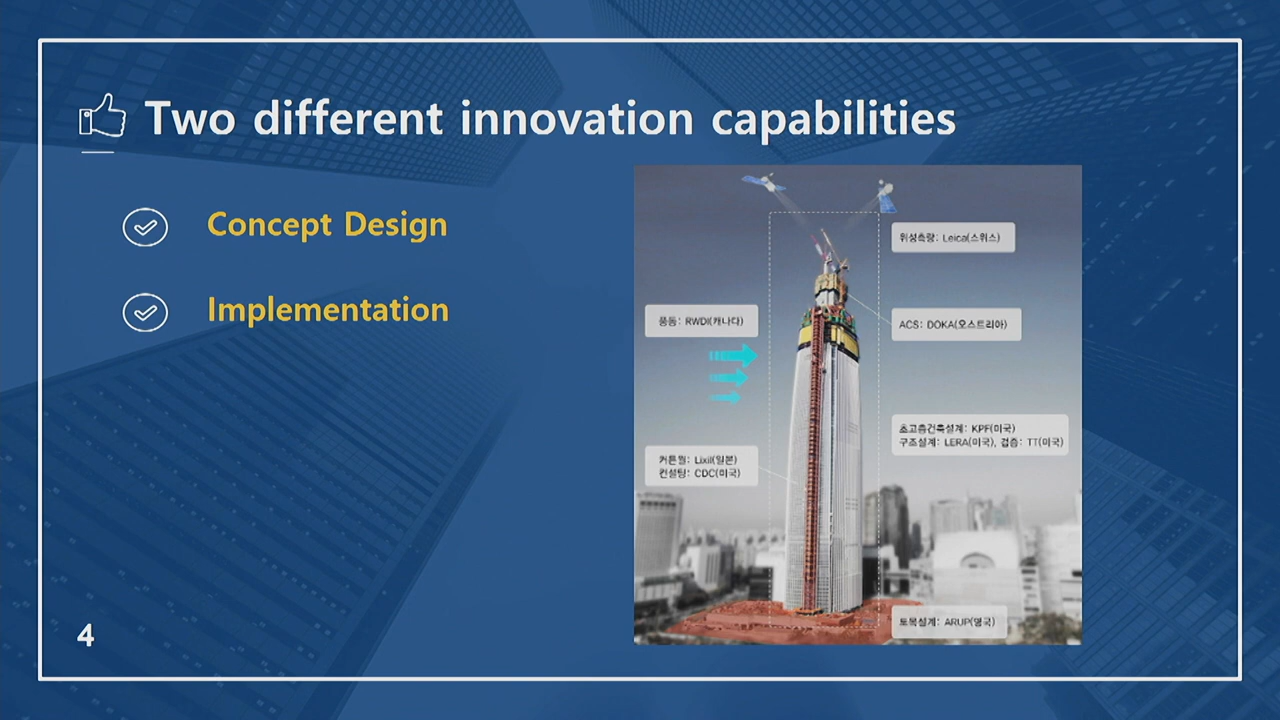 Two different innovation capabilities
Concept Design
Implementation
위성측량: Leica(스위스)
풍동: RWDI(캐나다)
ACS: DOKA(오스트리아)
초고층건축설계: KPF(미국)
구조설계: LERA(미국), 검증: TT(미국)
커튼월: Lixil(일본)
컨설팅: CDC(미국)
토목설계: ARUP(영국)
4